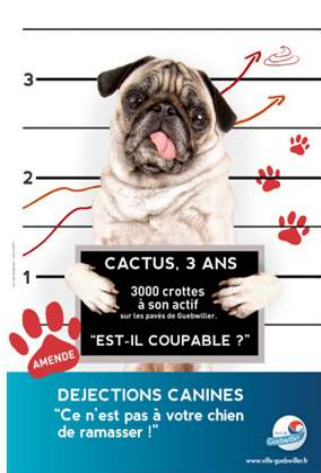 3
2
1
CACTUS, 3 ANS
3000 crottes
à son actif
sur les pavés de Guebwiller.
"EST-IL COUPABLE ?"
AMENDE
DEJECTIONS CANINES
"Ce n'est pas à votre chien
de ramasser !"
Guebwiller
www.ville-guebwiller.fr